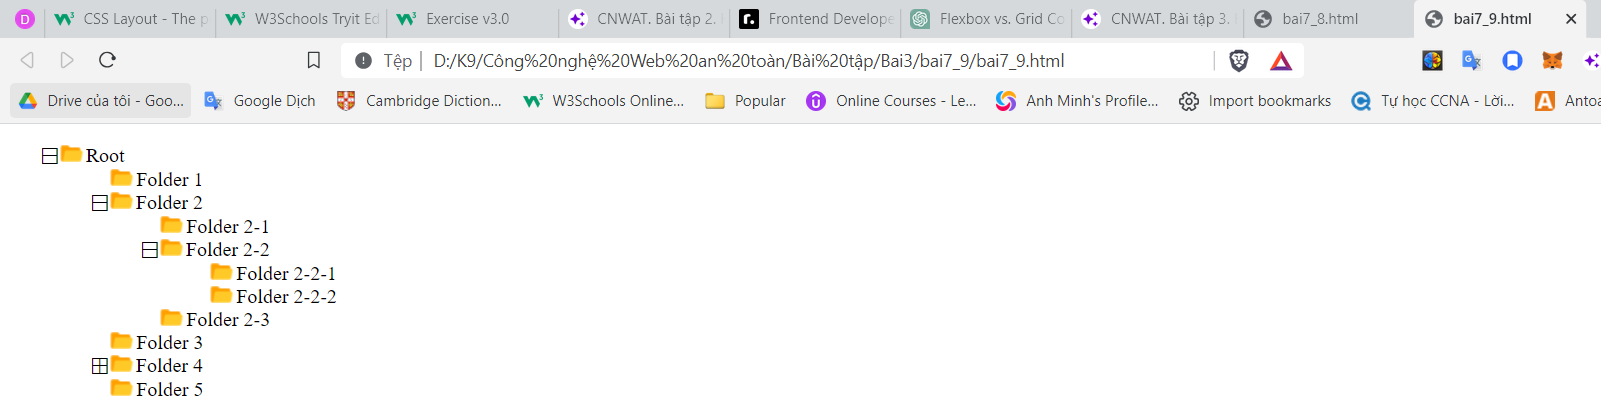 D CSS Layout - The p W3Schools Tryit Ed Exercise v3.0 CNWAT. Bài tập 2. Frontend Develope Flexbox vs. Grid Co CNWAT. Bài tập 3. bai7_8.html bai7_9.html
Tệp | D:/K9/Công%20nghệ%20Web%20an%20toàn/Bài%20tập/Bai3/bai7_9/bai7_9.html
Drive của tôi - Goo... Google Dịch Cambridge Diction... W3Schools Online... Popular Online Courses - Le... Anh Minh's Profile... Import bookmarks Tự học CCNA - Lời... Antoa
Root
Folder 1
Folder 2
Folder 2-1
Folder 2-2
Folder 2-2-1
Folder 2-2-2
Folder 2-3
Folder 3
Folder 4
Folder 5